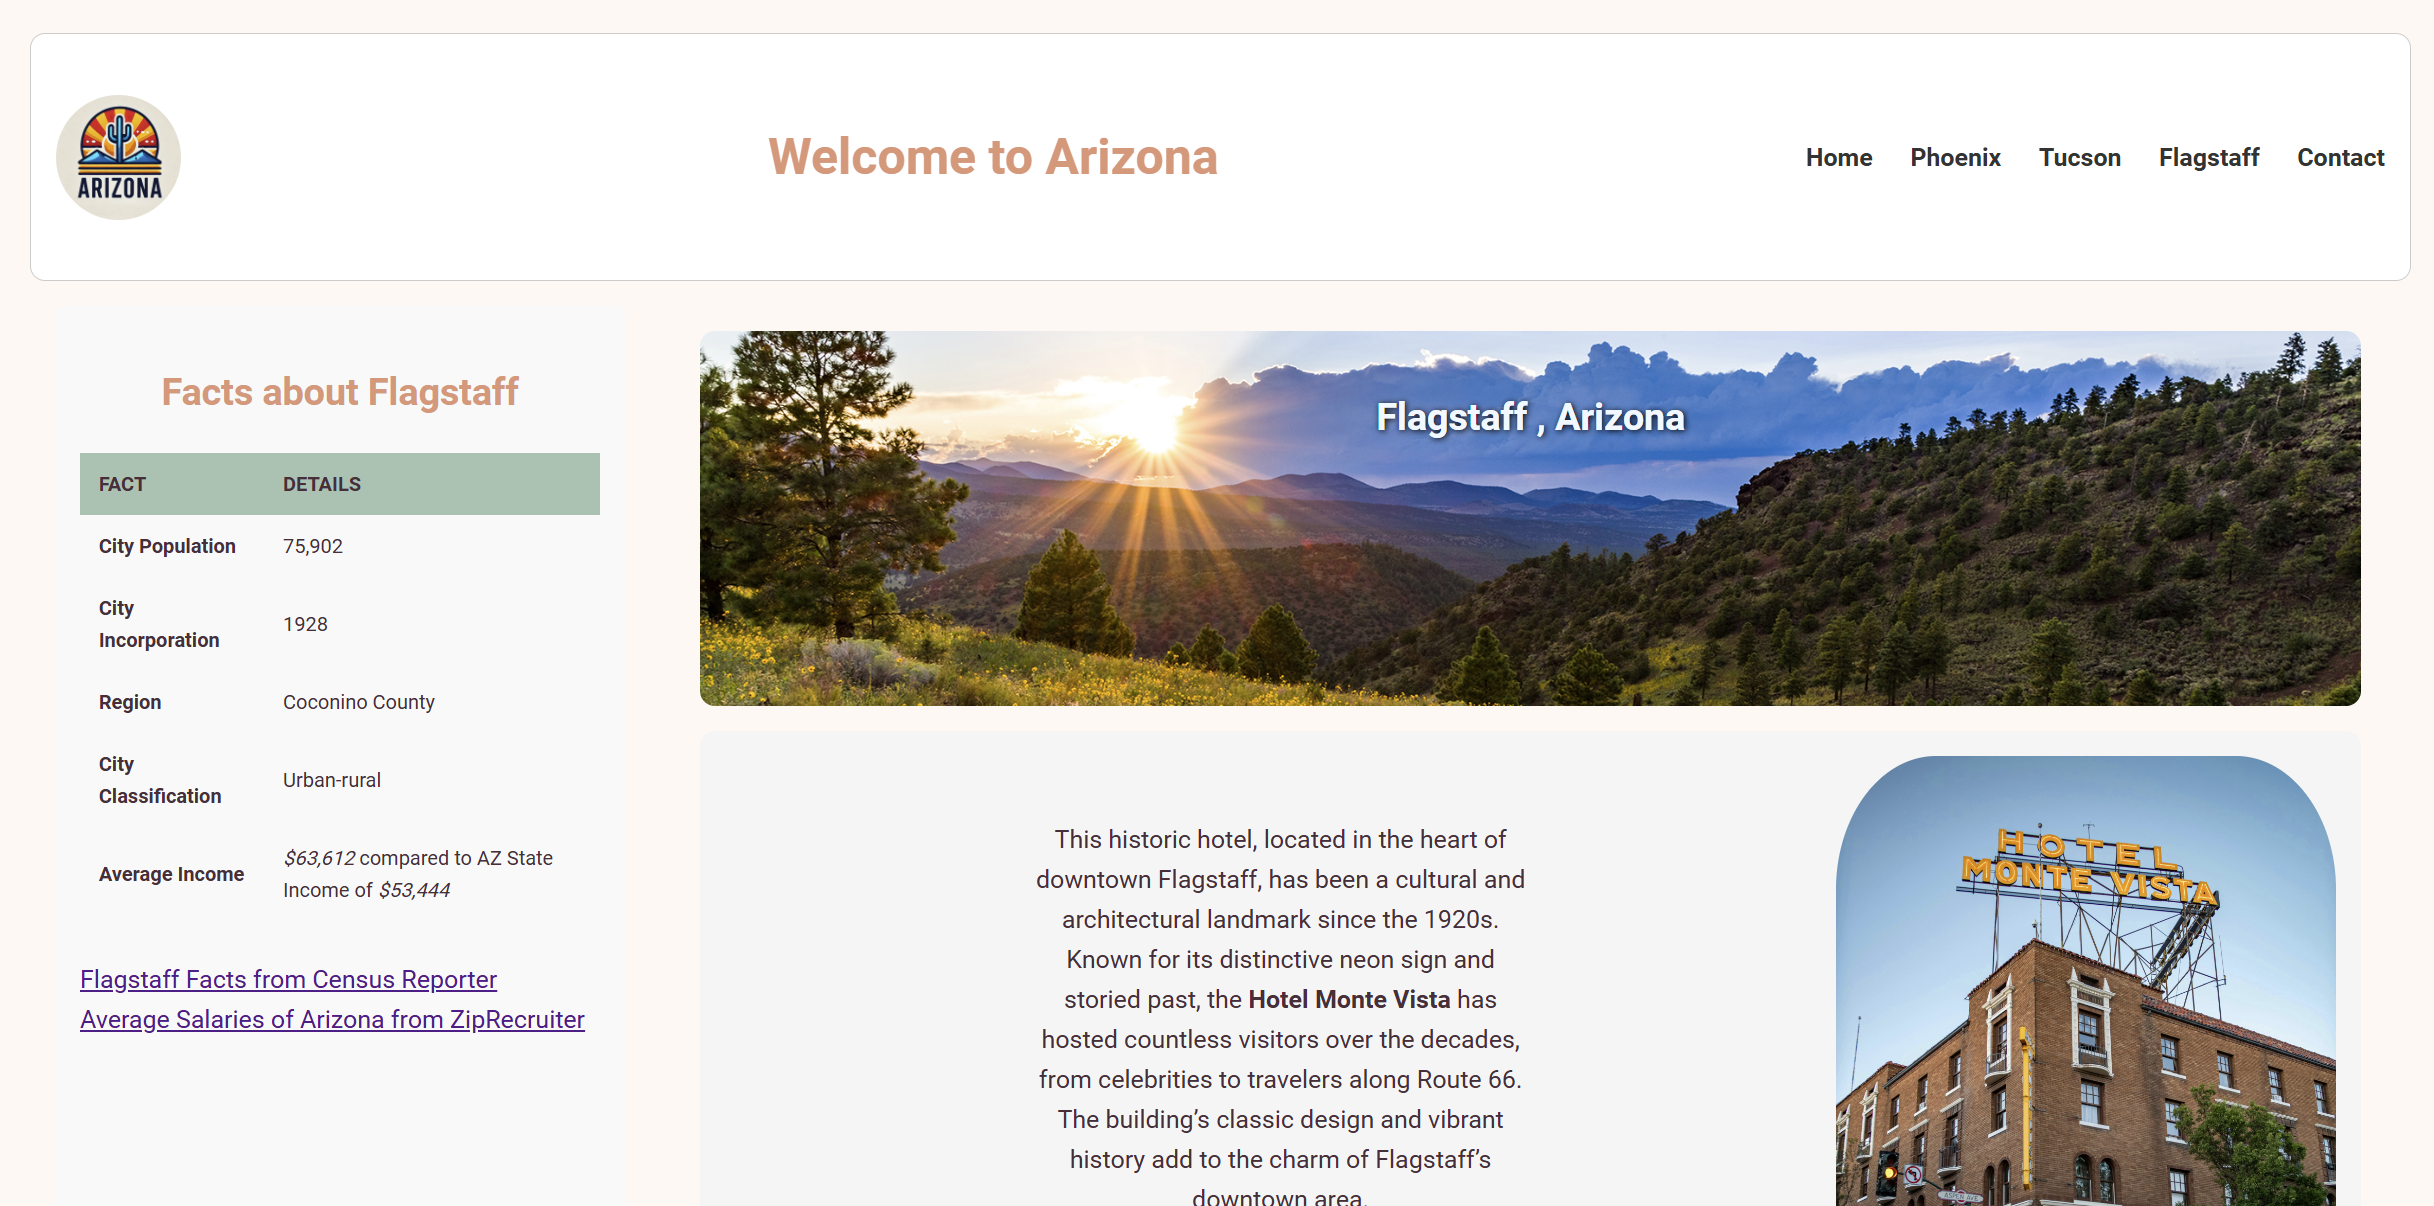 ARIZONA
Welcome to Arizona
Home Phoenix Tucson Flagstaff Contact
Facts about Flagstaff
FACT DETAILS
City Population 75,902
City
Incorporation 1928
Region Coconino County
City
Classification Urban-rural
Average Income $63,612 compared to AZ State
Income of $53,444
Flagstaff Facts from Census Reporter
Average Salaries of Arizona from ZipRecruiter
Flagstaff , Arizona
This historic hotel, located in the heart of
downtown Flagstaff, has been a cultural and
architectural landmark since the 1920s.
Known for its distinctive neon sign and
storied past, the Hotel Monte Vista has
hosted countless visitors over the decades,
from celebrities to travelers along Route 66.
The building’s classic design and vibrant
history add to the charm of Flagstaff’s
downtown area.
HOTEL
MONTE VISTA
ASPEN AVE